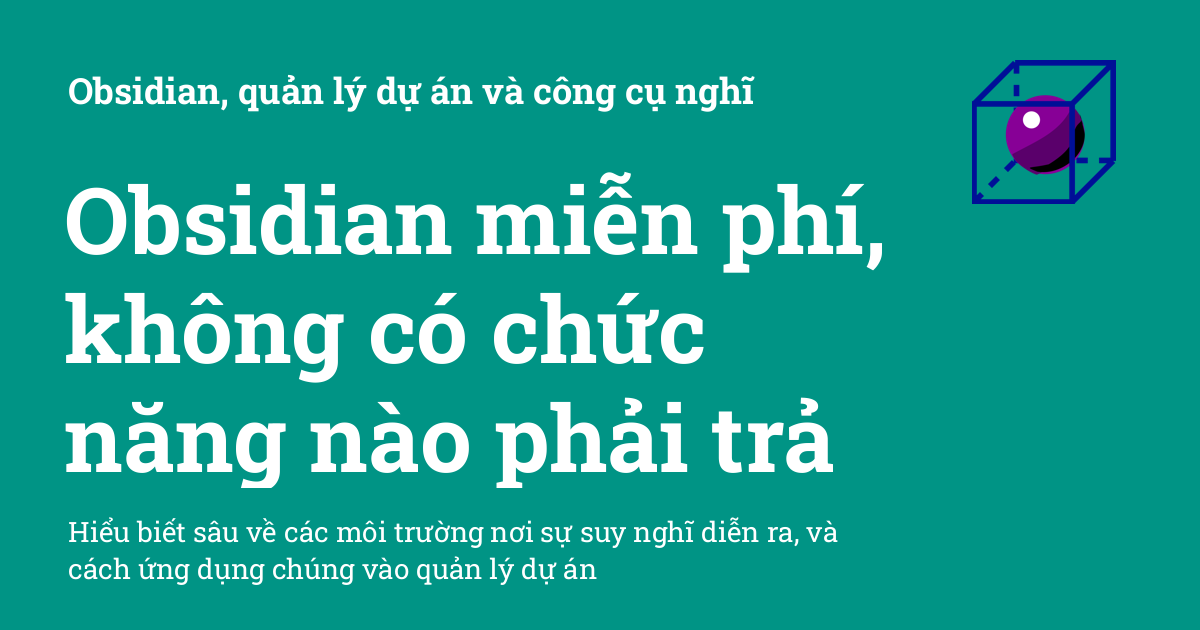 Obsidian, quản lý dự án và công cụ nghĩ
Obsidian miễn phí,
không có chức
năng nào phải trả
Hiểu biết sâu về các môi trường nơi sự suy nghĩ diễn ra, và
cách ứng dụng chúng vào quản lý dự án